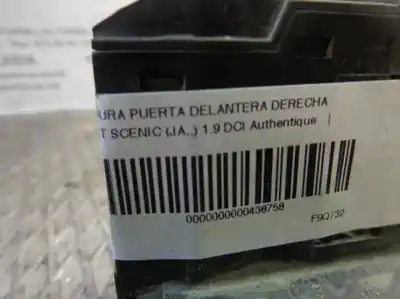 URA PUERTA DELANTERA DERECHA
T SCENIC (JA..) 1.9 DCI Authentique |
0000000000438758
F9Q732